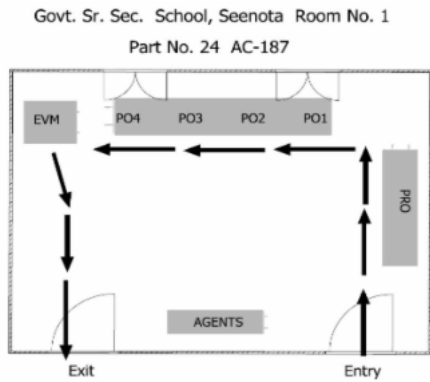 Govt. Sr. Sec. School, Seenota Room No. 1
Part No. 24 AC-187
EVM
PO4 PO3 PO2 PO1
PRO
AGENTS
Exit Entry